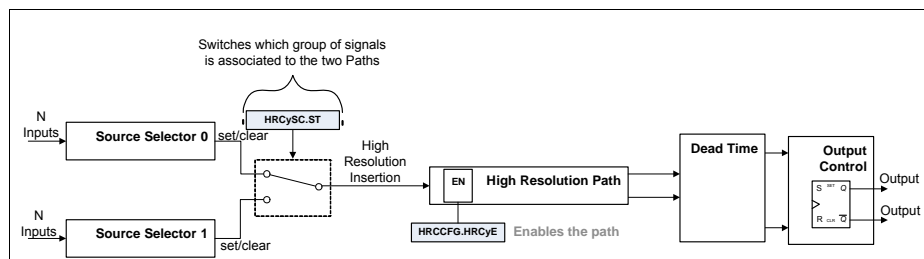 Switches which group of signals
is associated to the two Paths
HRCySC.ST
N
Inputs
Source Selector 0
set/clear
High
Resolution
Insertion
EN
High Resolution Path
HRCCFG.HRCyE
Enables the path
Dead Time
Output
Control
S SET Q
R CLR Q
Output
Output
N
Inputs
Source Selector 1
set/clear